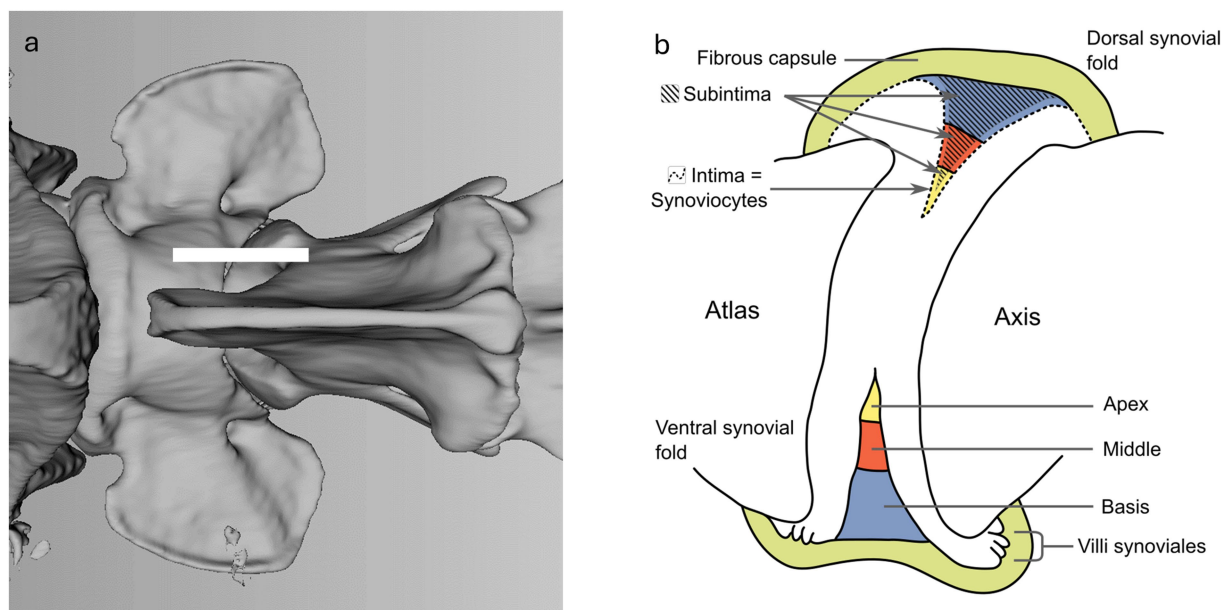 a
b
Fibrous capsule
Dorsal synovial
fold
Subintima
Intima =
Synoviocytes
Atlas
Axis
Apex
Ventral synovial
fold
Middle
Basis
Villi synoviales